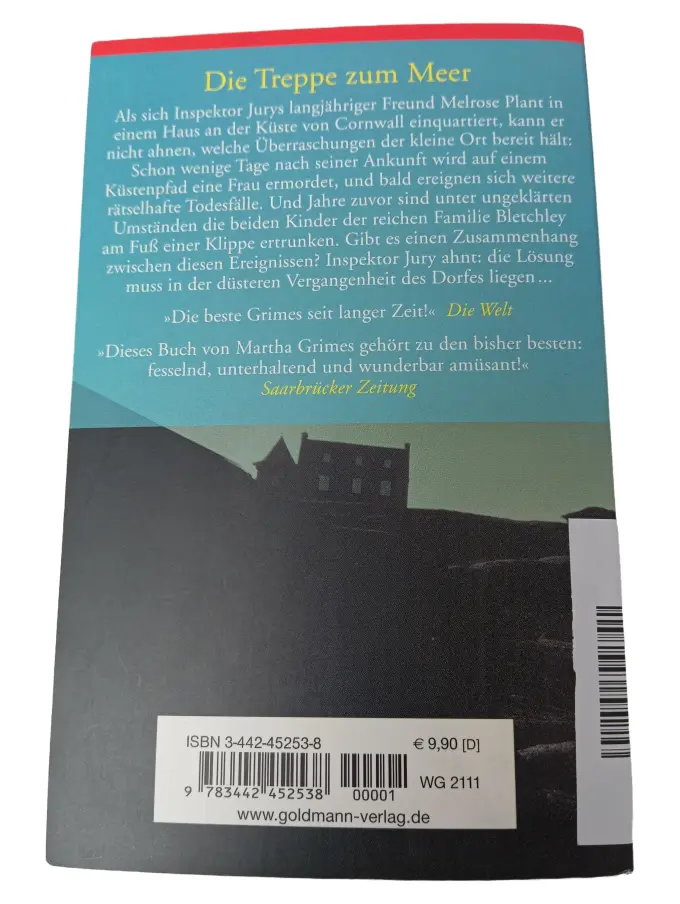 Die Treppe zum Meer
Als sich Inspektor Jurys langjähriger Freund Melrose Plant in
einem Haus an der Küste von Cornwall einquartiert, kann er
nicht ahnen, welche Überraschungen der kleine Ort bereit hält:
Schon wenige Tage nach seiner Ankunft wird auf einem
Küstenpfad eine Frau ermordet, und bald ereignen sich weitere
rätselhafte Todesfälle. Und Jahre zuvor sind unter ungeklärten
Umständen die beiden Kinder der reichen Familie Bletchley
am Fuß einer Klippe ertrunken. Gibt es einen Zusammenhang
zwischen diesen Ereignissen? Inspektor Jury ahnt: die Lösung
muss in der düsteren Vergangenheit des Dorfes liegen ...
»Die beste Grimes seit langer Zeit!« Die Welt
»Dieses Buch von Martha Grimes gehört zu den bisher besten:
fesselnd, unterhaltend und wunderbar amüsant!«
Saarbrücker Zeitung
ISBN 3-442-45253-8 € 9,90 [D]
WG 2111
9 783442 452538 00001
www.goldmann-verlag.de